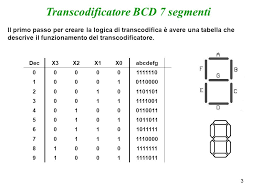 Transcodificatore BCD 7 segmenti
Il primo passo per creare la logica di transcodifica è avere una tabella che
descrive il funzionamento del transcodificatore.
Dec X3 X2 X1 X0 abcdefg
0 0 0 0 0 1111110
1 0 0 0 1 0110000
2 0 0 1 0 1101101
3 0 0 1 1 1111001
4 0 1 0 0 0110011
5 0 1 0 1 1011011
6 0 1 1 0 1011111
7 0 1 1 1 1110000
8 1 0 0 0 1111111
9 1 0 0 1 1111011
A
F B
G
E C
D
3